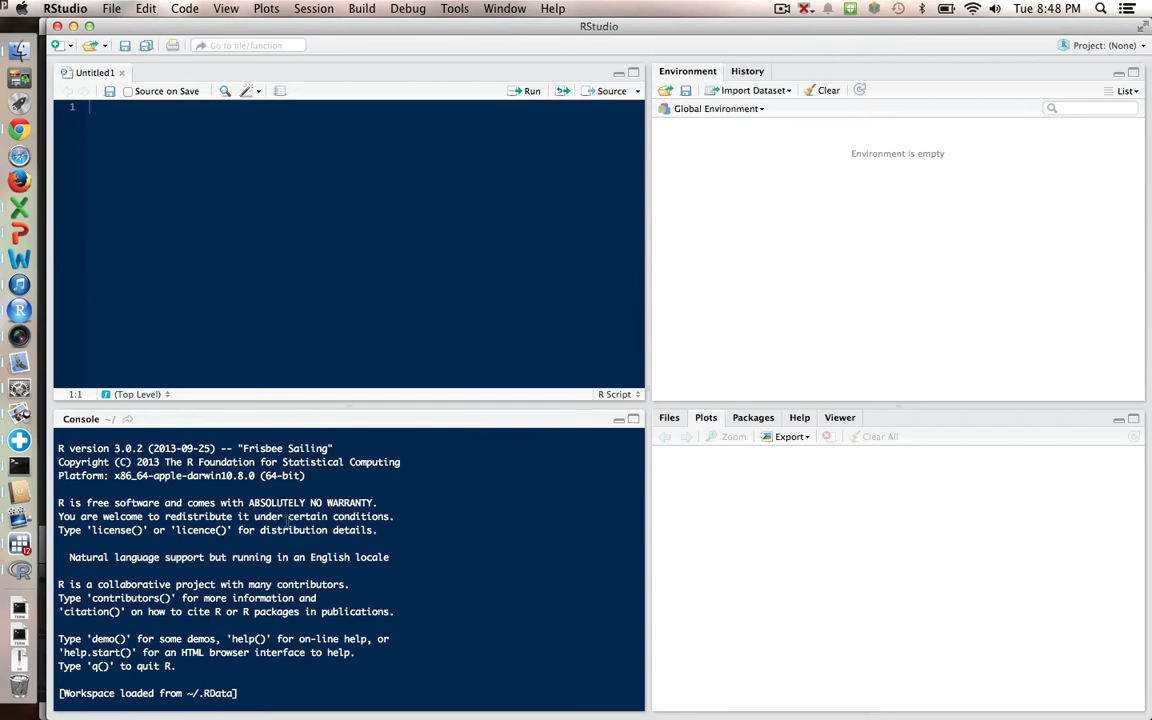 RStudio File Edit Code View Plots Session Build Debug Tools Window Help Tue 8:48 PM
RStudio
Go to file/function Project: (None)
Untitled1
Source on Save Run Source
1
1:1 (Top Level) R Script
Console ~/
R version 3.0.2 (2013-09-25) -- "Frisbee Sailing"
Copyright (C) 2013 The R Foundation for Statistical Computing
Platform: x86_64-apple-darwin10.8.0 (64-bit)
R is free software and comes with ABSOLUTELY NO WARRANTY.
You are welcome to redistribute it under certain conditions.
Type 'license()' or 'licence()' for distribution details.
Natural language support but running in an English locale
R is a collaborative project with many contributors.
Type 'contributors()' for more information and
'citation()' on how to cite R or R packages in publications.
Type 'demo()' for some demos, 'help()' for on-line help, or
'help.start()' for an HTML browser interface to help.
Type 'q()' to quit R.
[Workspace loaded from ~/.RData]
Environment History
Import Dataset Clear List
Global Environment
Environment is empty
Files Plots Packages Help Viewer
Zoom Export Clear All